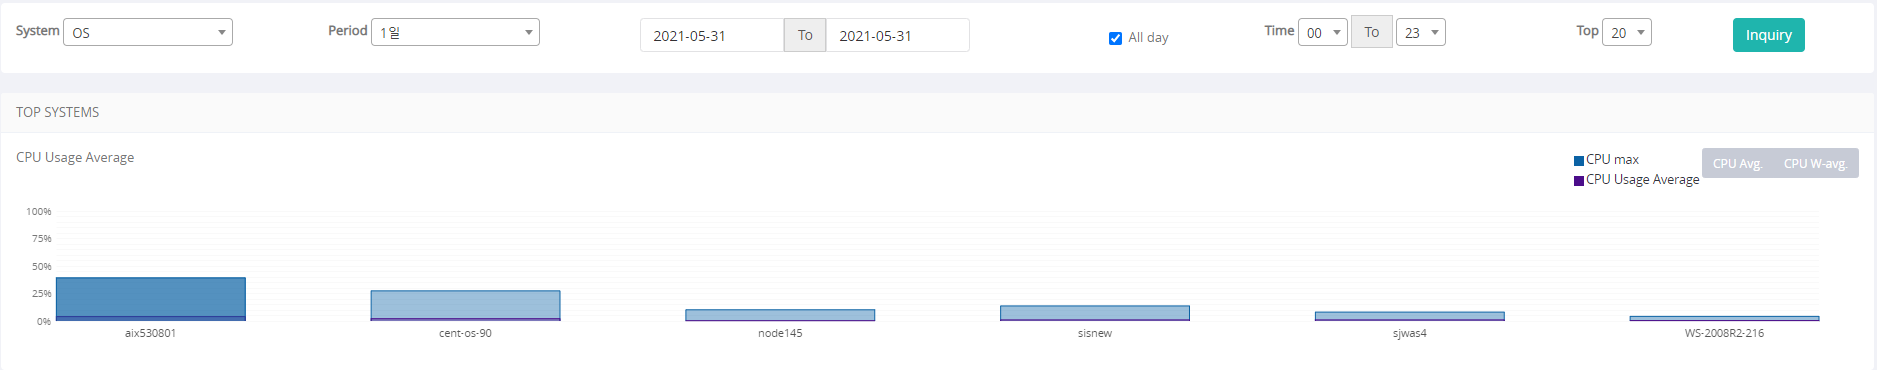 System OS Period 1일 2021-05-31 To 2021-05-31 All day Time 00 To 23 Top 20 Inquiry
TOP SYSTEMS
CPU Usage Average
CPU max
CPU Usage Average
CPU Avg. CPU W-avg.
100%
75%
50%
25%
0%
aix530801 cent-os-90 node145 sisnew sjwas4 WS-2008R2-216